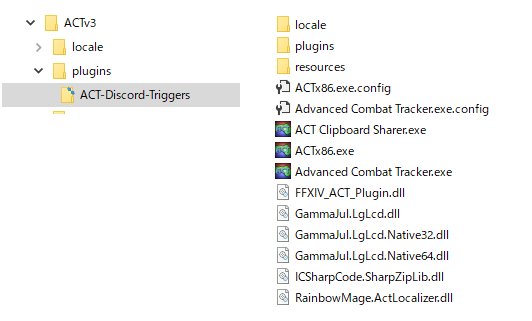 ACTv3
locale
plugins
ACT-Discord-Triggers
locale
plugins
resources
ACTx86.exe.config
Advanced Combat Tracker.exe.config
ACT Clipboard Sharer.exe
ACTx86.exe
Advanced Combat Tracker.exe
FFXIV_ACT_Plugin.dll
GammaJul.LgLcd.dll
GammaJul.LgLcd.Native32.dll
GammaJul.LgLcd.Native64.dll
ICSharpCode.SharpZipLib.dll
RainbowMage.ActLocalizer.dll